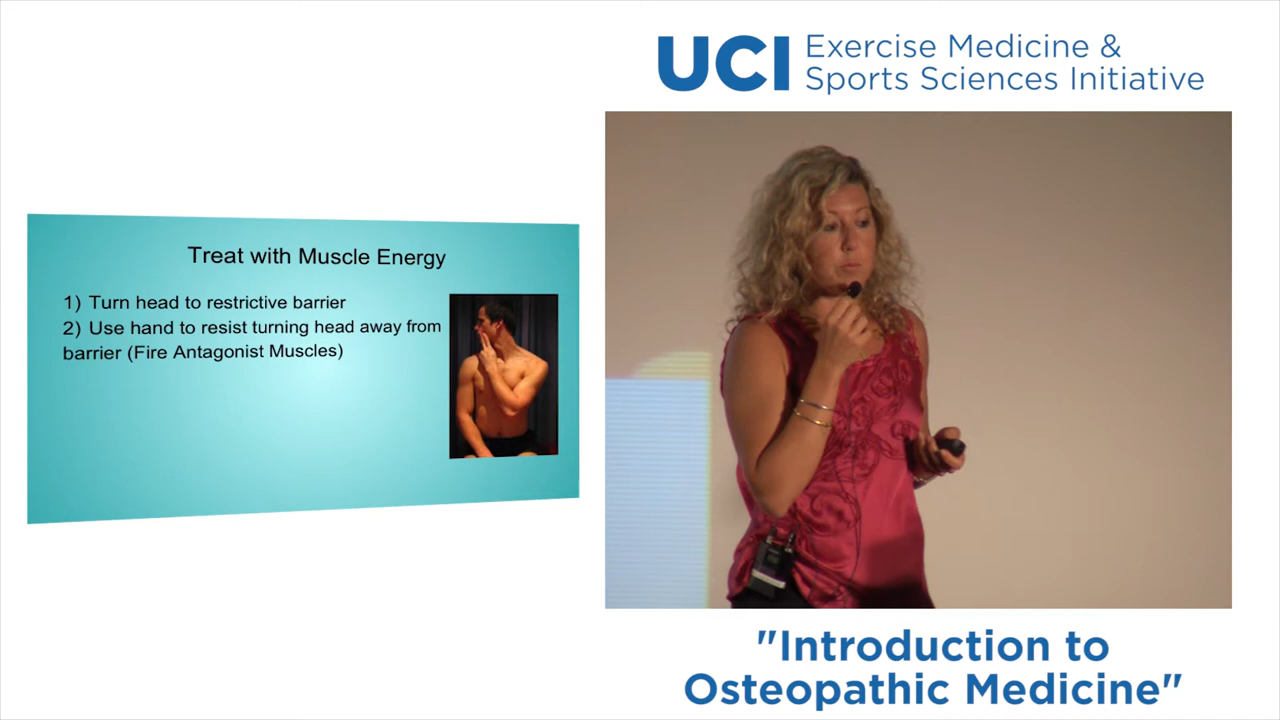 UCI
Exercise Medicine &
Sports Sciences Initiative
Treat with Muscle Energy
1) Turn head to restrictive barrier
2) Use hand to resist turning head away from
barrier (Fire Antagonist Muscles)
"Introduction to
Osteopathic Medicine"